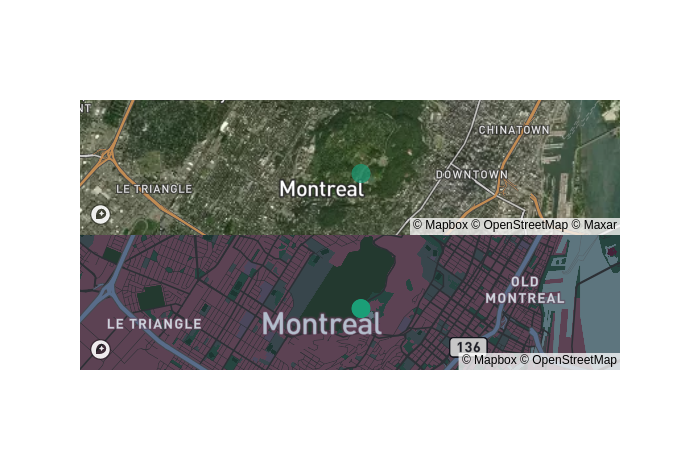 NT
CHINATOWN
DOWNTOWN
LE TRIANGLE
Montreal
© Mapbox © OpenStreetMap © Maxar
OLD
MONTREAL
LE TRIANGLE
Montreal
136
© Mapbox © OpenStreetMap